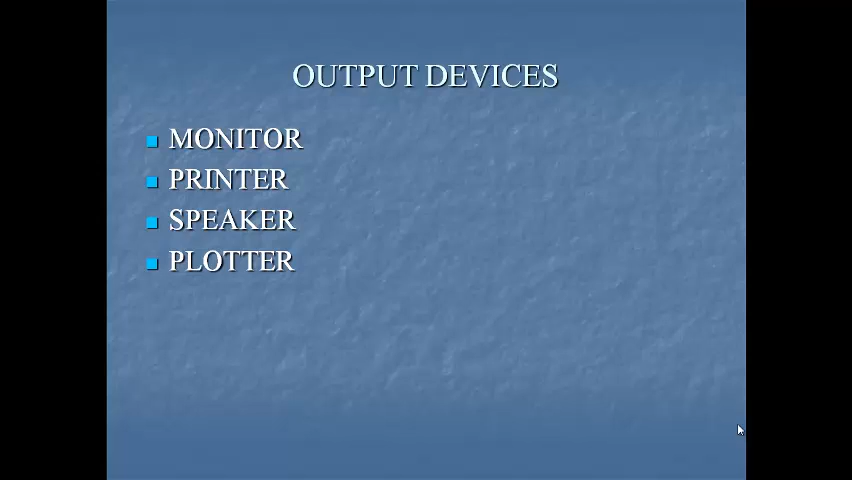 OUTPUT DEVICES
MONITOR
PRINTER
SPEAKER
PLOTTER